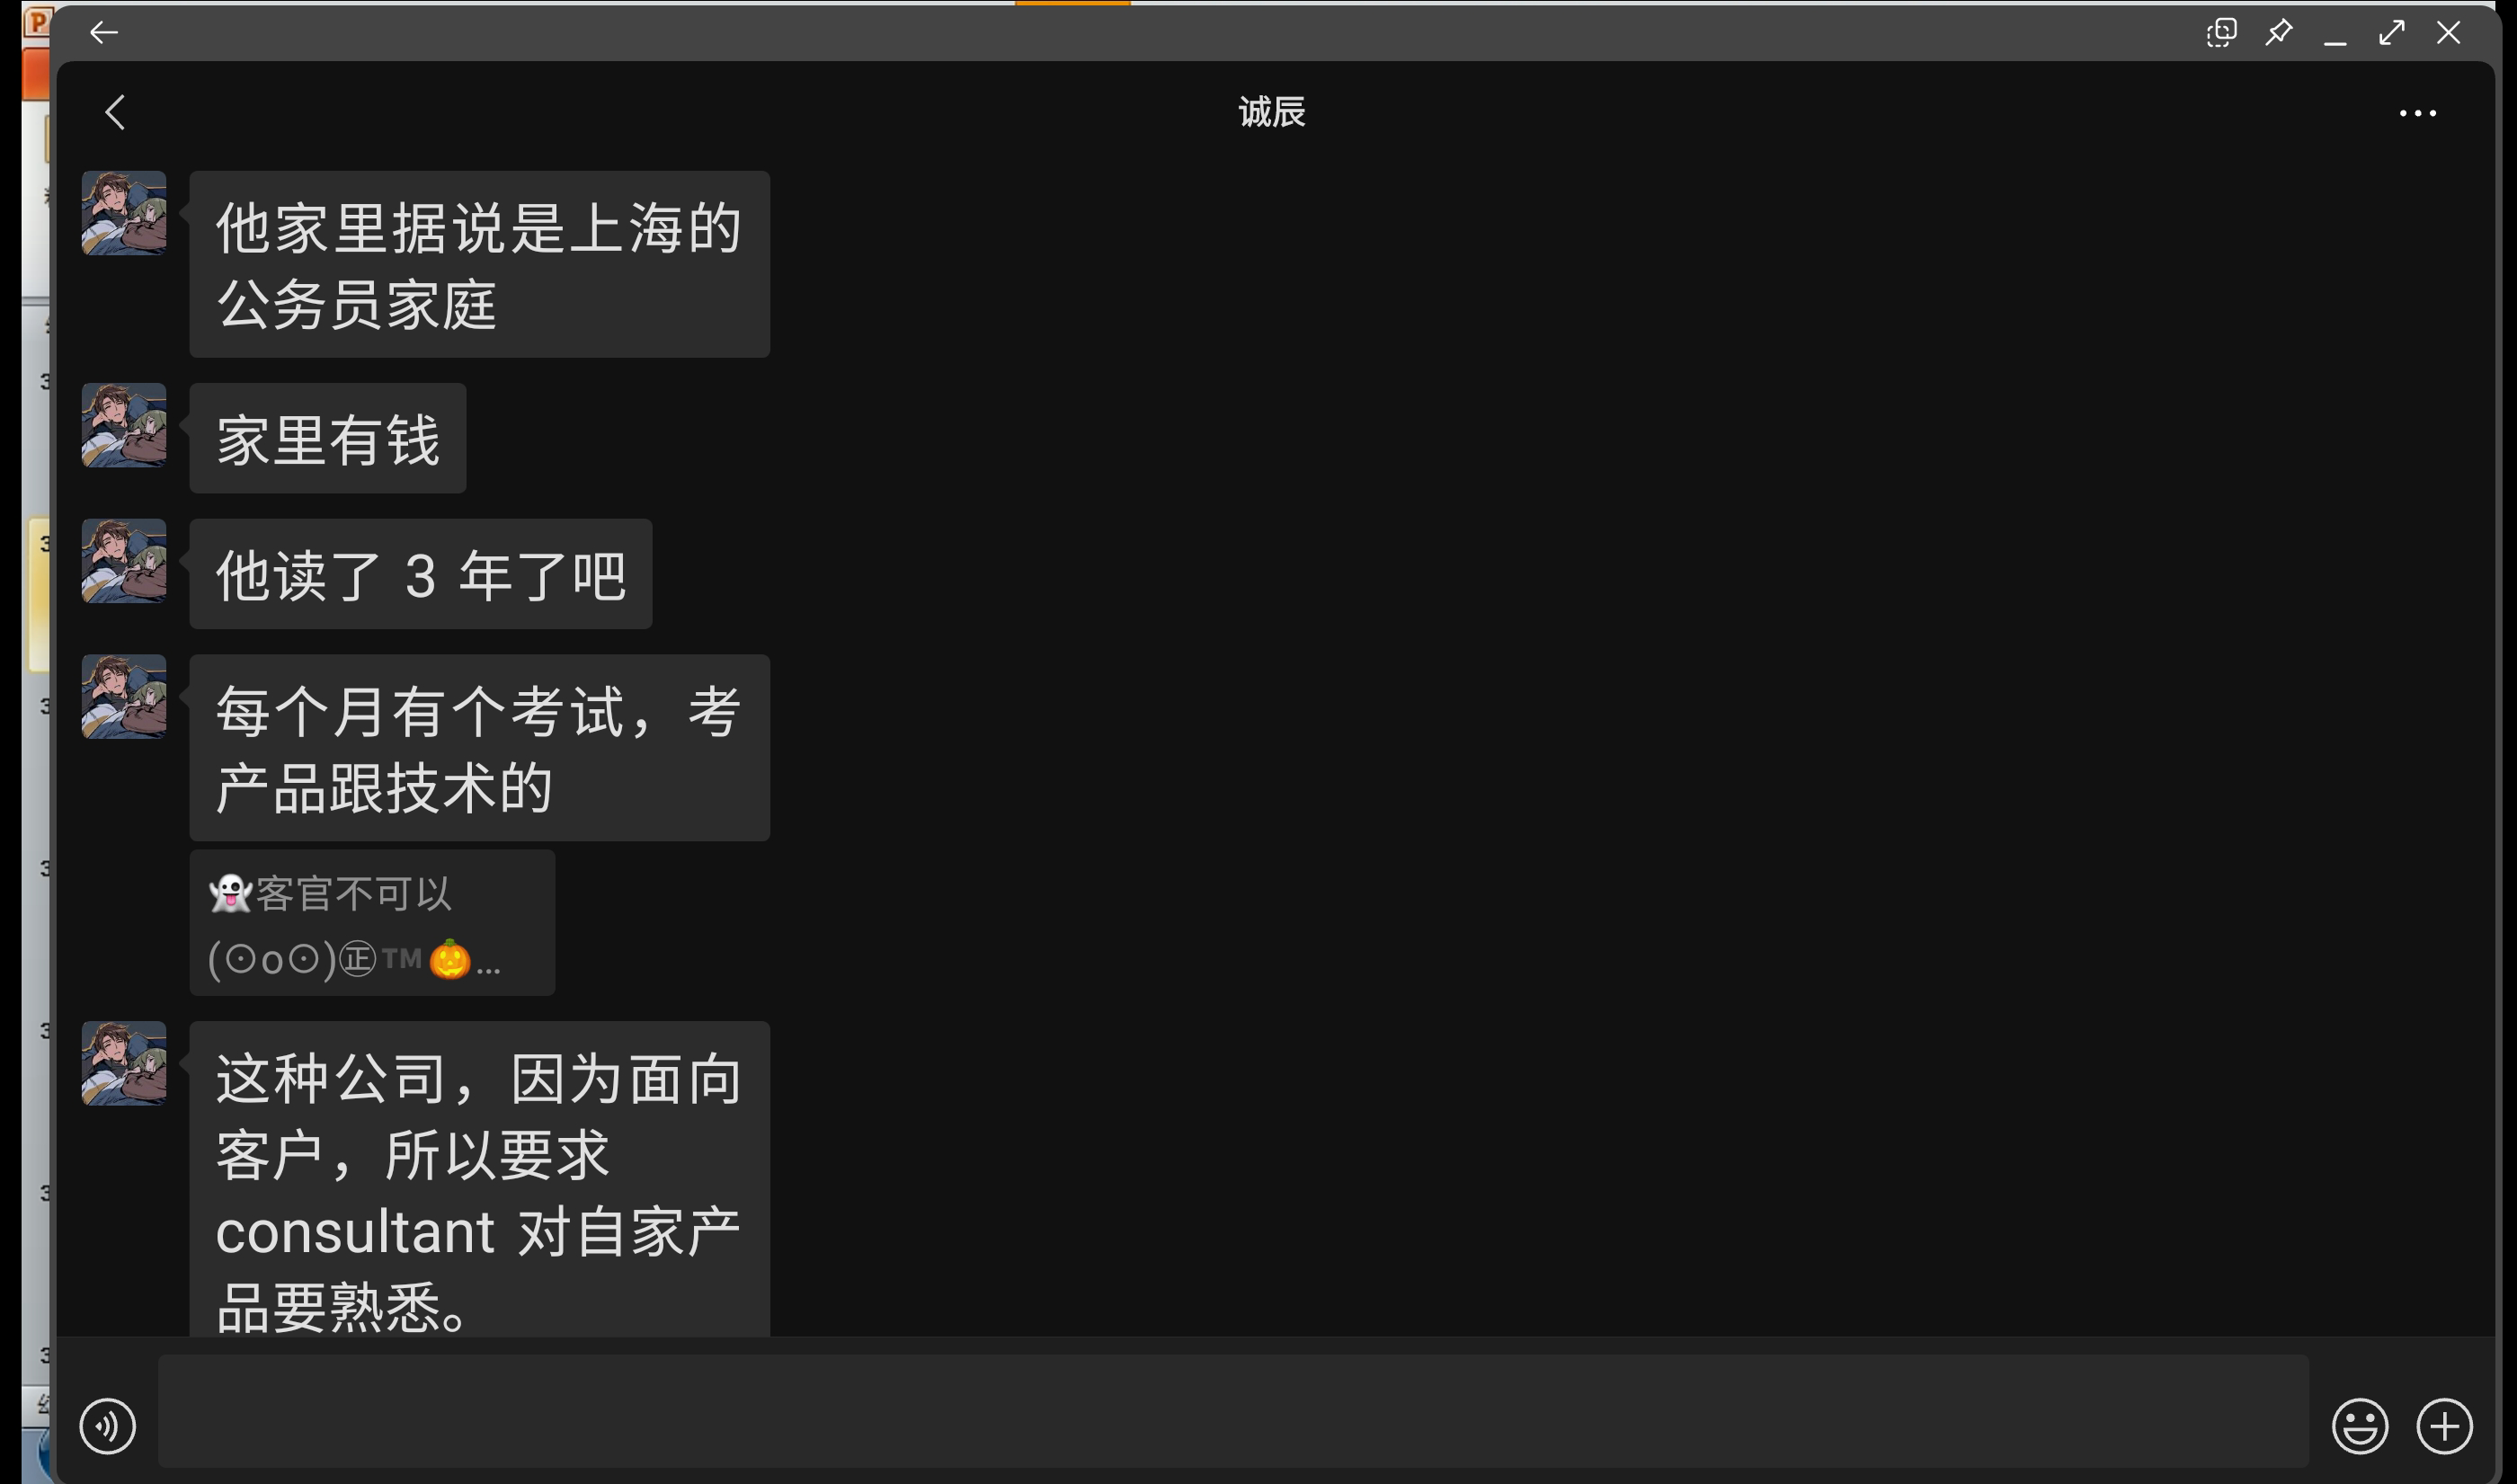 诚辰
他家里据说是上海的
公务员家庭
家里有钱
他读了 3 年了吧
每个月有个考试，考
产品跟技术的
👻客官不可以
(⊙o⊙)㊣™🎃...
这种公司，因为面向
客户，所以要求
consultant 对自家产
品要熟悉。